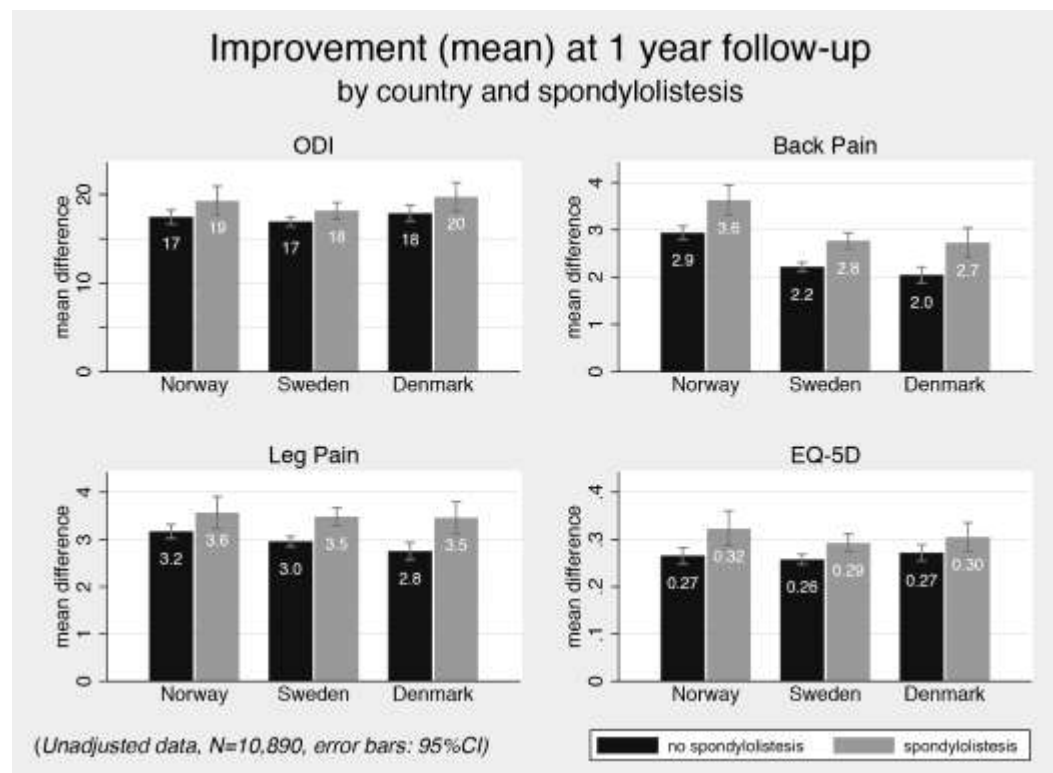 Improvement (mean) at 1 year follow-up
by country and spondylolistesis
ODI
mean difference
0 10 20
17 19 17 18 18 20
Norway Sweden Denmark
Back Pain
mean difference
0 1 2 3 4
2.9 3.6 2.2 2.8 2.0 2.7
Norway Sweden Denmark
Leg Pain
mean difference
0 1 2 3 4
3.2 3.6 3.0 3.5 2.8 3.5
Norway Sweden Denmark
EQ-5D
mean difference
0 .1 .2 .3 .4
0.27 0.32 0.26 0.29 0.27 0.30
Norway Sweden Denmark
(Unadjusted data, N=10,890, error bars: 95%CI)
no spondylolistesis spondylolistesis